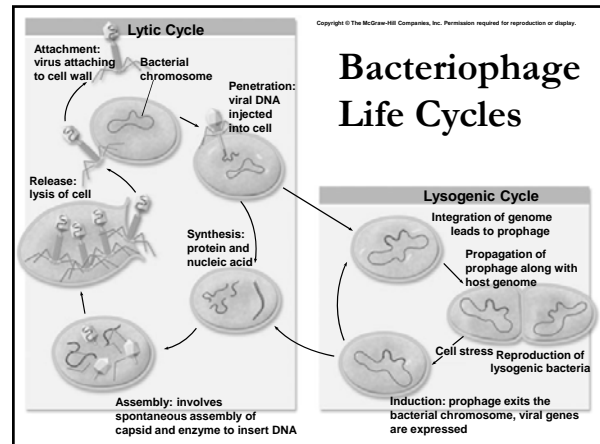 Copyright © The McGraw-Hill Companies, Inc. Permission required for reproduction or display.
Bacteriophage
Life Cycles
Lytic Cycle
Attachment:
virus attaching
to cell wall
Bacterial
chromosome
Penetration:
viral DNA
injected
into cell
Release:
lysis of cell
Synthesis:
protein and
nucleic acid
Assembly: involves
spontaneous assembly of
capsid and enzyme to insert DNA
Lysogenic Cycle
Integration of genome
leads to prophage
Propagation of
prophage along with
host genome
Cell stress
Reproduction of
lysogenic bacteria
Induction: prophage exits the
bacterial chromosome, viral genes
are expressed